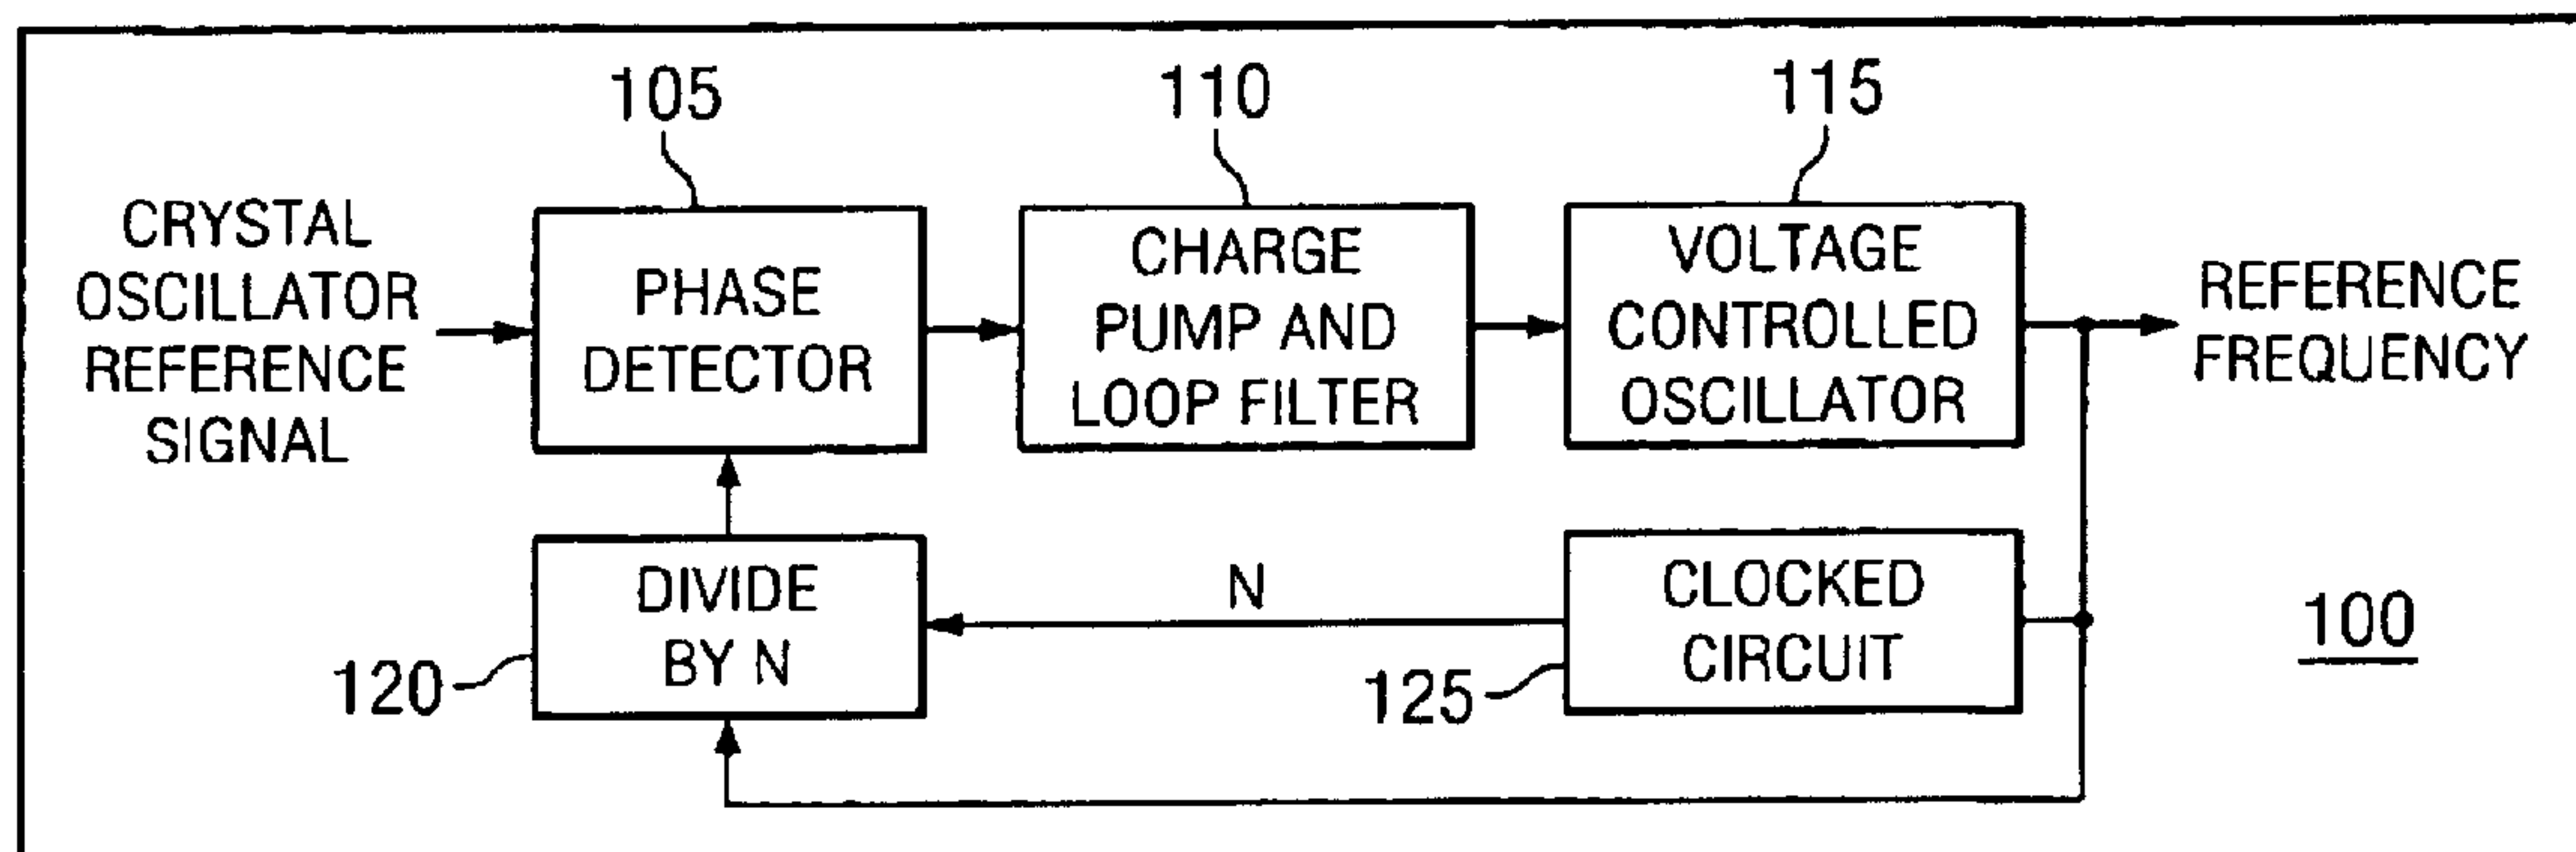 105
110
115
CRYSTAL
OSCILLATOR
REFERENCE
SIGNAL
PHASE
DETECTOR
CHARGE
PUMP AND
LOOP FILTER
VOLTAGE
CONTROLLED
OSCILLATOR
REFERENCE
FREQUENCY
DIVIDE
BY N
120
N
CLOCKED
CIRCUIT
125
100